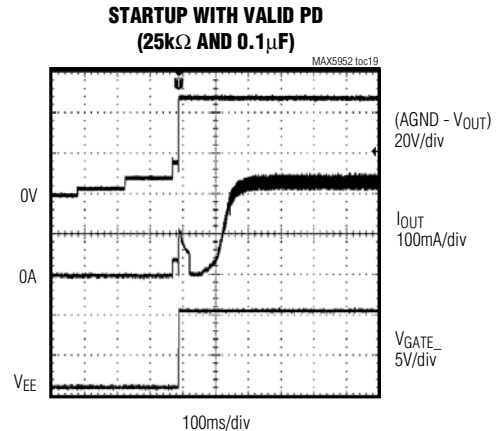 STARTUP WITH VALID PD
(25kΩ AND 0.1µF)
MAX5952 toc19
(AGND - VOUT)
20V/div
0V
IOUT
100mA/div
0A
VGATE_
5V/div
VEE
100ms/div